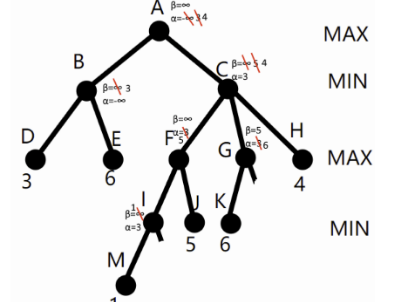 A
β=∞
α=-∞ 3 4
MAX
B
β=∞ 3
α=-∞
C
β=∞ 5 4
α=3
MIN
D
3
E
6
F
β=∞
α=3
5
G
β=5
α=3 6
H
4
MAX
I
1
β=∞
α=3
J
5
K
6
MIN
M
1